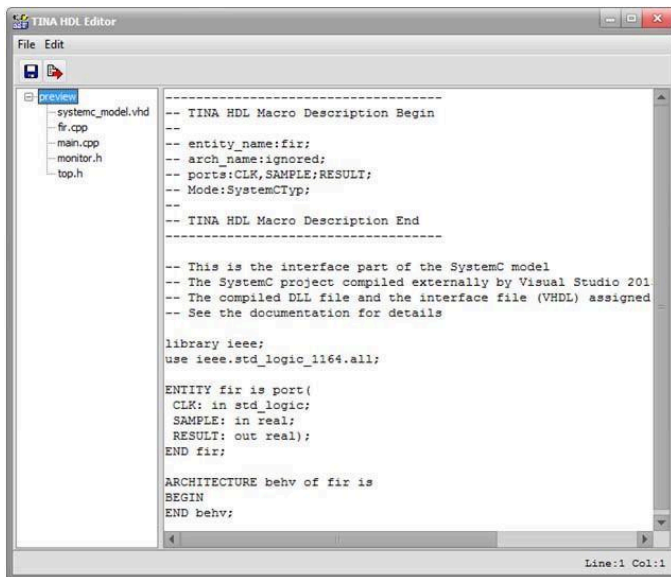 TINA HDL Editor
File Edit
preview
systemc_model.vhd
fir.cpp
main.cpp
monitor.h
top.h
------------------------------------
-- TINA HDL Macro Description Begin
--
-- entity_name:fir;
-- arch_name:ignored;
-- ports:CLK,SAMPLE;RESULT;
-- Mode:SystemCTyp;
--
-- TINA HDL Macro Description End
------------------------------------
-- This is the interface part of the SystemC model
-- The SystemC project compiled externally by Visual Studio 201
-- The compiled DLL file and the interface file (VHDL) assigned
-- See the documentation for details
library ieee;
use ieee.std_logic_1164.all;
ENTITY fir is port(
CLK: in std_logic;
SAMPLE: in real;
RESULT: out real);
END fir;
ARCHITECTURE behv of fir is
BEGIN
END behv;
Line:1 Col:1